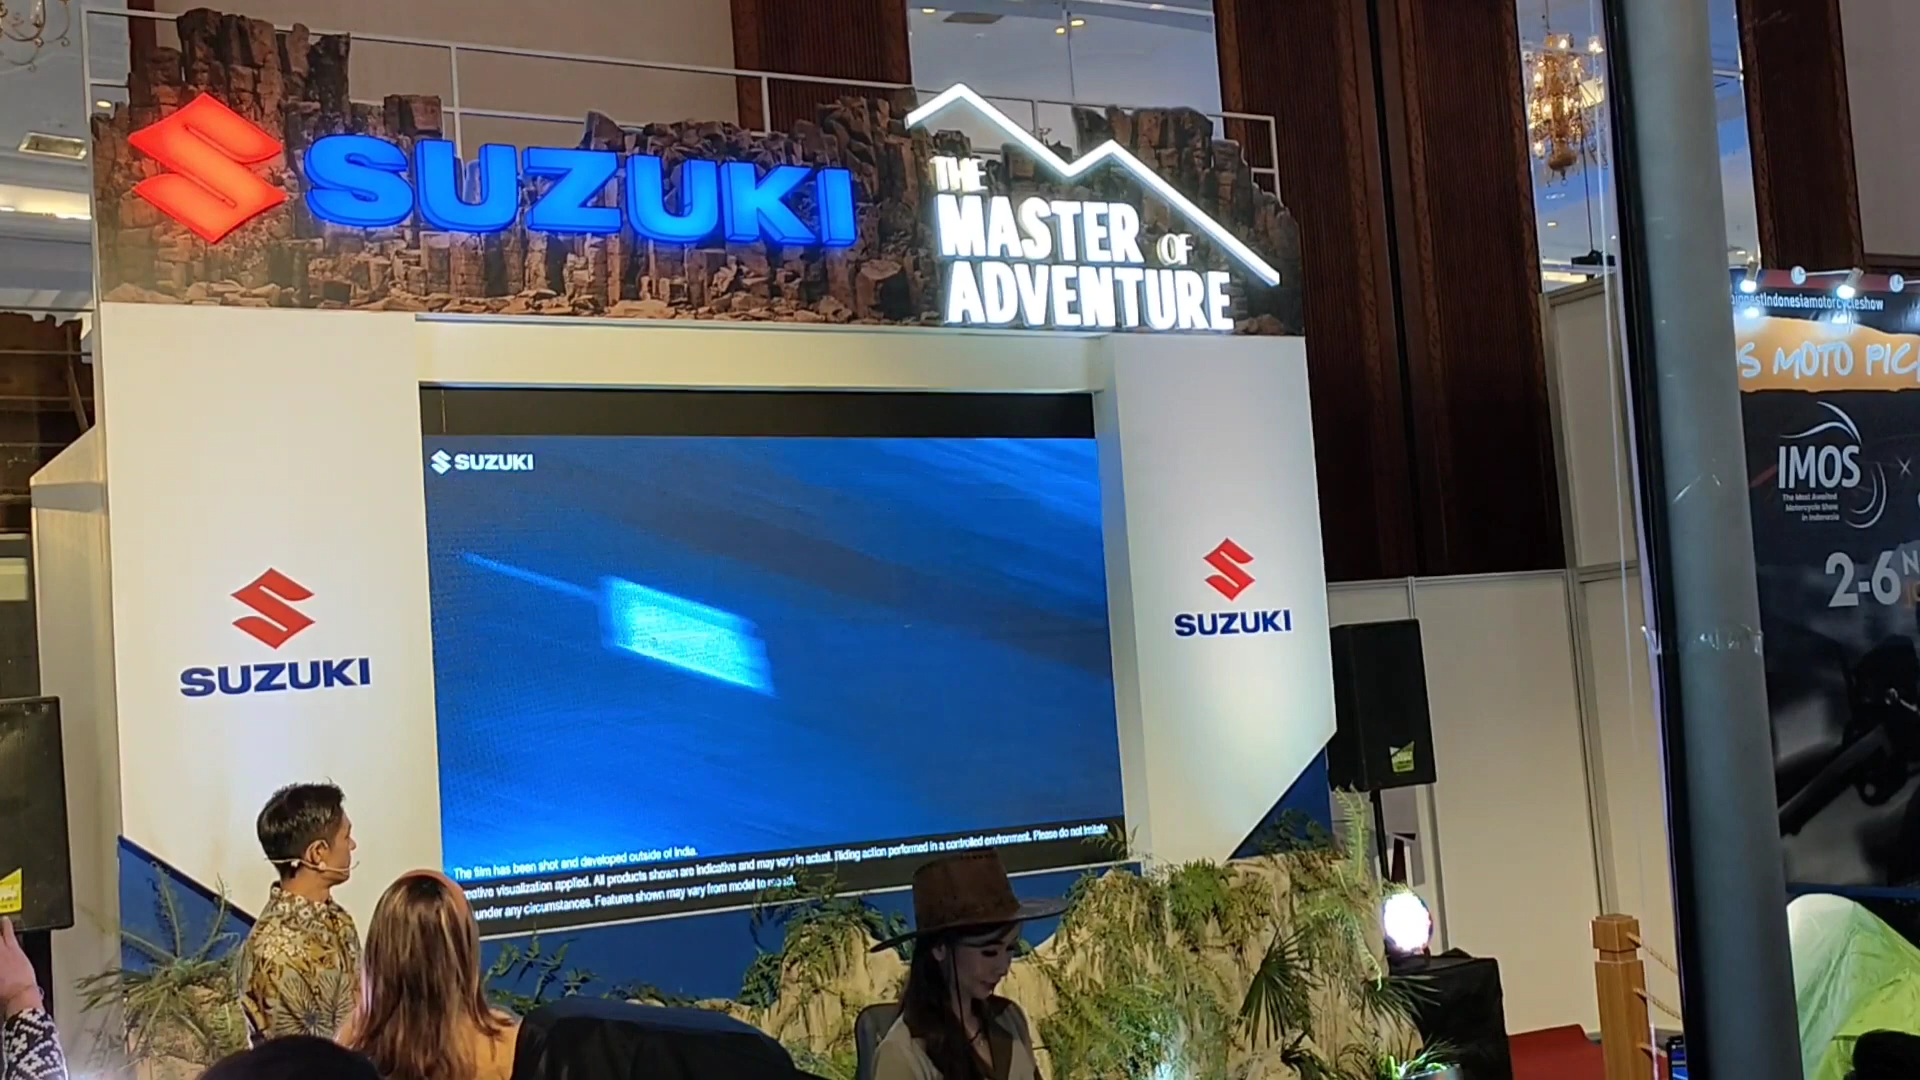 SUZUKI
THE
MASTER OF
ADVENTURE
SUZUKI
The film has been shot and developed outside of India.
visualization applied. All products shown are indicative and may vary in actual. Riding action performed in a controlled environment. Please do not imitate
under any circumstances. Features shown may vary from model to model.
SUZUKI
SUZUKI
MOTO
IMOS
The Most Awaited
Motorcycle Show
in Indonesia
2-6